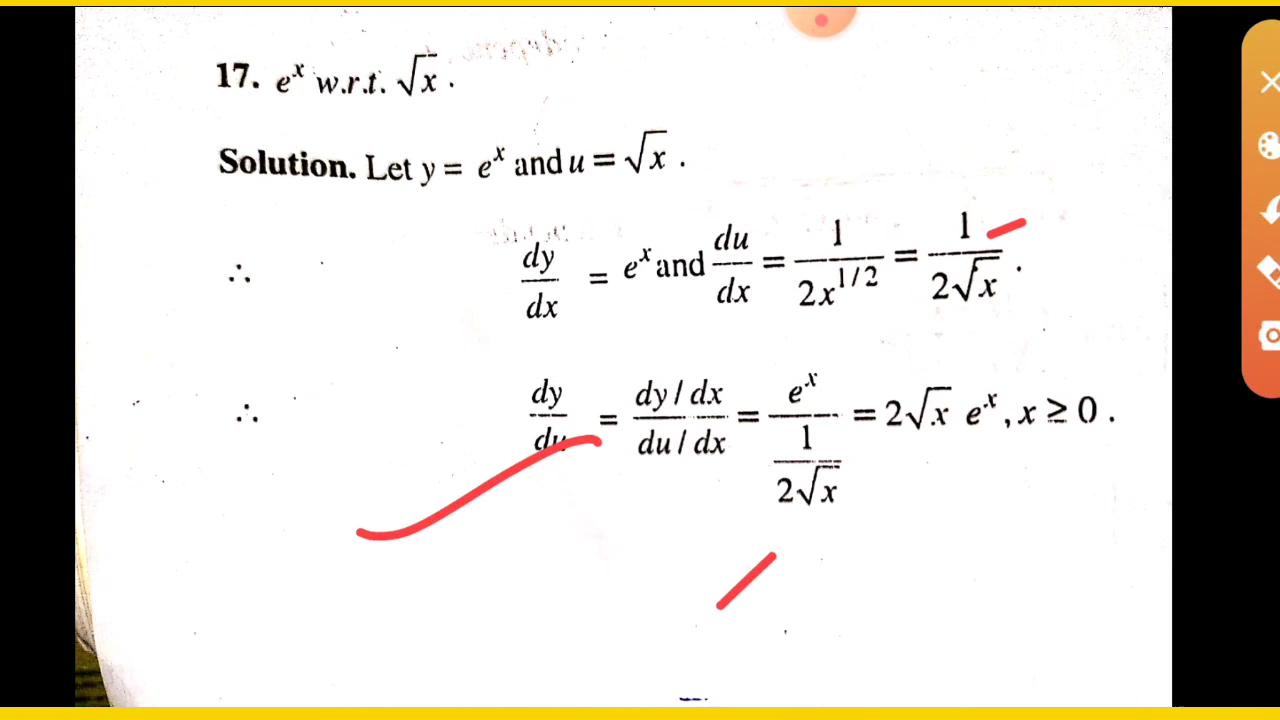 17. eˣ w.r.t. √x .
Solution. Let y = eˣ and u = √x .
∴ dy/dx = eˣ and du/dx = 1/(2x^1/2) = 1/(2√x) .
∴ dy/du = (dy / dx)/(du / dx) = eˣ/(1/(2√x)) = 2√x eˣ, x ≥ 0 .